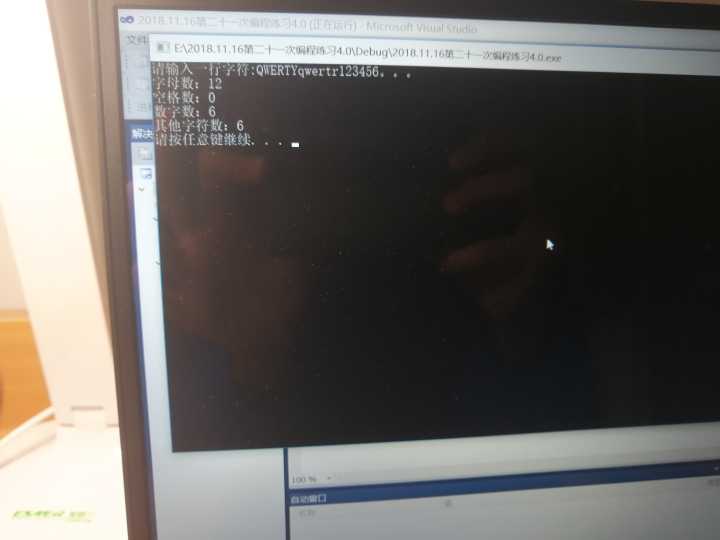 2018.11.16第二十一次编程练习4.0 (正在运行) - Microsoft Visual Studio
文件
E:\2018.11.16第二十一次编程练习4.0\Debug\2018.11.16第二十一次编程练习4.0.exe
请输入一行字符:QWERTYqwertr123456。。。
字母数: 12
空格数: 0
数字数: 6
其他字符数: 6
请按任意键继续. . .
解决
100 %
自动窗口
名称
值